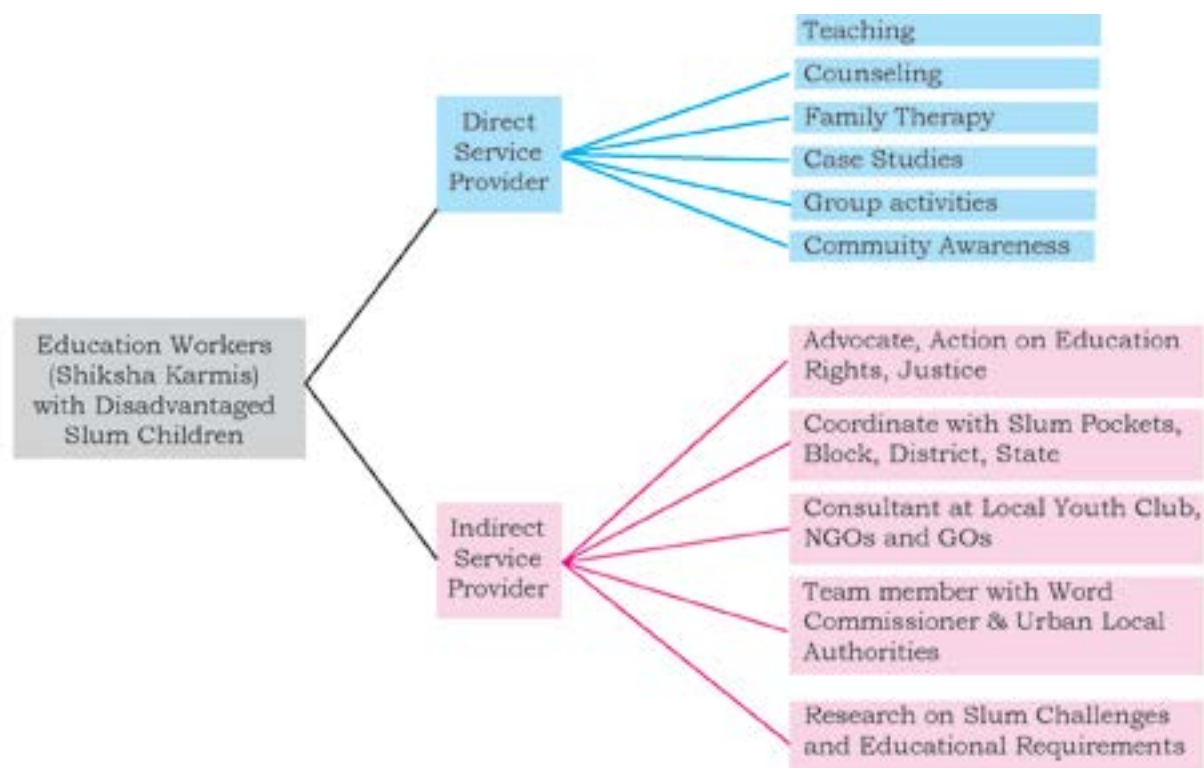 Education Workers
(Shiksha Karmis)
with Disadvantaged
Slum Children
Direct
Service
Provider
Teaching
Counseling
Family Therapy
Case Studies
Group activities
Commuity Awareness
Indirect
Service
Provider
Advocate, Action on Education
Rights, Justice
Coordinate with Slum Pockets,
Block, District, State
Consultant at Local Youth Club,
NGOs and GOs
Team member with Word
Commissioner & Urban Local
Authorities
Research on Slum Challenges
and Educational Requirements